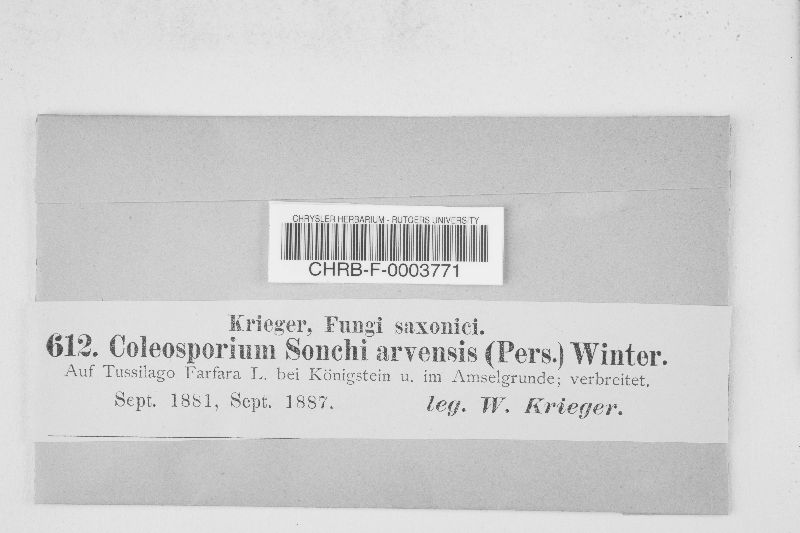 CHRYSLER HERBARIUM - RUTGERS UNIVERSITY
CHRB-F-0003771
Krieger, Fungi saxonici.
612. Coleosporium Sonchi arvensis (Pers.) Winter.
Auf Tussilago Farfara L. bei Königstein u. im Amselgrunde; verbreitet.
Sept. 1881, Sept. 1887. leg. W. Krieger.